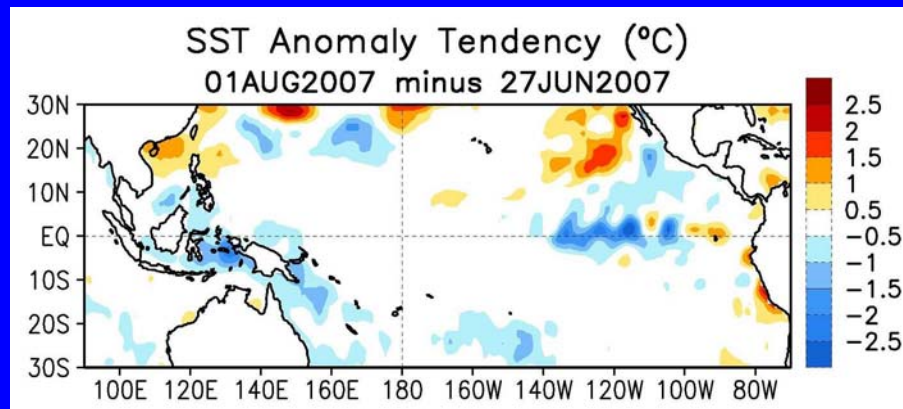 SST Anomaly Tendency (°C)
01AUG2007 minus 27JUN2007
30N
20N
10N
EQ
10S
20S
30S
100E 120E 140E 160E 180 160W 140W 120W 100W 80W
2.5
2
1.5
1
0.5
-0.5
-1
-1.5
-2
-2.5